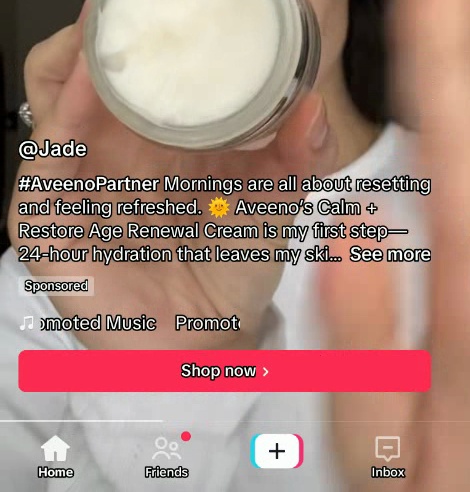 @Jade
#AveenoPartner Mornings are all about resetting
and feeling refreshed. 🌞 Aveeno's Calm +
Restore Age Renewal Cream is my first step—
24-hour hydration that leaves my ski... See more
Sponsored
omoted Music Promot
Shop now >
Home Friends Inbox